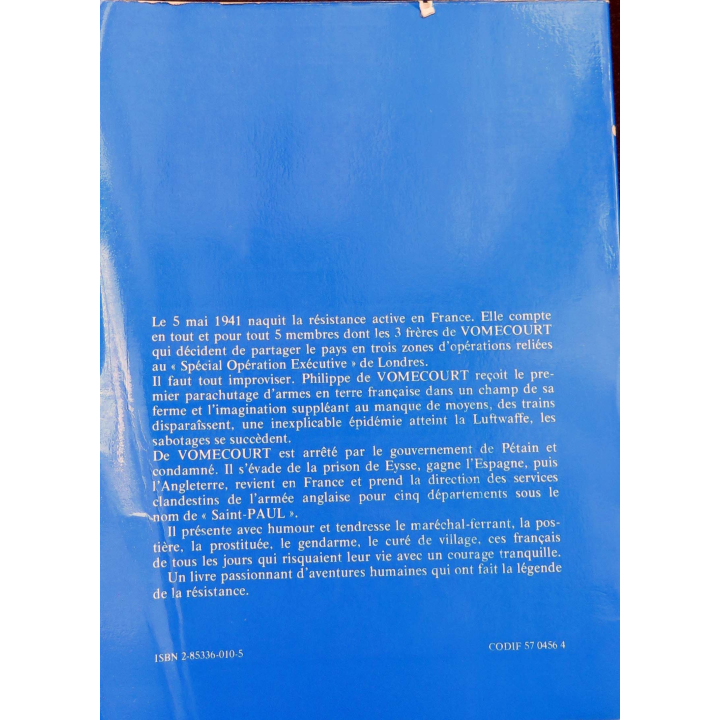 Le 5 mai 1941 naquit la résistance active en France. Elle compte
en tout et pour tout 5 membres dont les 3 frères de VOMECOURT
qui décident de partager le pays en trois zones d'opérations reliées
au « Spécial Opération Exécutive » de Londres.
Il faut tout improviser. Philippe de VOMECOURT reçoit le pre-
mier parachutage d'armes en terre française dans un champ de sa
ferme et l'imagination suppléant au manque de moyens, des trains
disparaîssent, une inexplicable épidémie atteint la Luftwaffe, les
sabotages se succèdent.
De VOMECOURT est arrêté par le gouvernement de Pétain et
condamné. Il s'évade de la prison de Eysse, gagne l'Espagne, puis
l'Angleterre, revient en France et prend la direction des services
clandestins de l'armée anglaise pour cinq départements sous le
nom de « Saint-PAUL ».
Il présente avec humour et tendresse le maréchal-ferrant, la pos-
tière, la prostituée, le gendarme, le curé de village, ces français
de tous les jours qui risquaient leur vie avec un courage tranquille.
Un livre passionnant d'aventures humaines qui ont fait la légende
de la résistance.
ISBN 2-85336-010-5
CODIF 57 0456 4